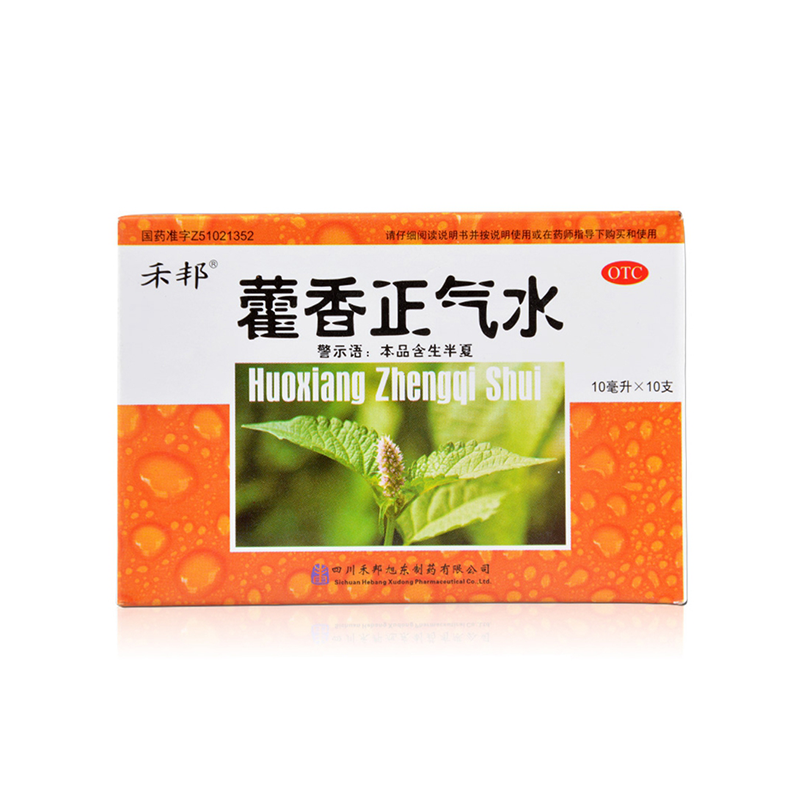 国药准字Z51021352
请仔细阅读说明书并按说明使用或在药师指导下购买和使用
禾邦®
OTC
藿香正气水
警示语：本品含生半夏
Huoxiang Zhengqi Shui
10毫升×10支
四川禾邦旭东制药有限公司
Sichuan Hebang Xudong Pharmaceutical Co.,Ltd.